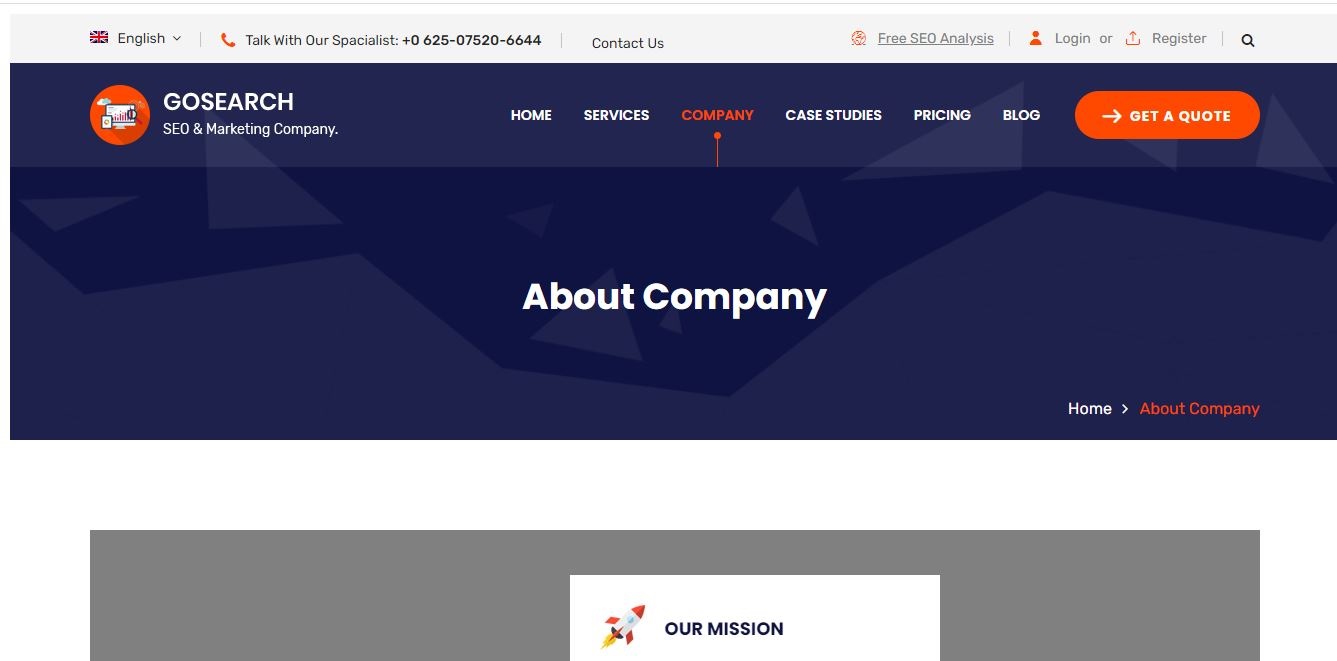 English
Talk With Our Spacialist: +0 625-07520-6644
Contact Us
Free SEO Analysis
Login or Register
GOSEARCH
SEO & Marketing Company.
HOME SERVICES COMPANY CASE STUDIES PRICING BLOG
GET A QUOTE
About Company
Home > About Company
OUR MISSION